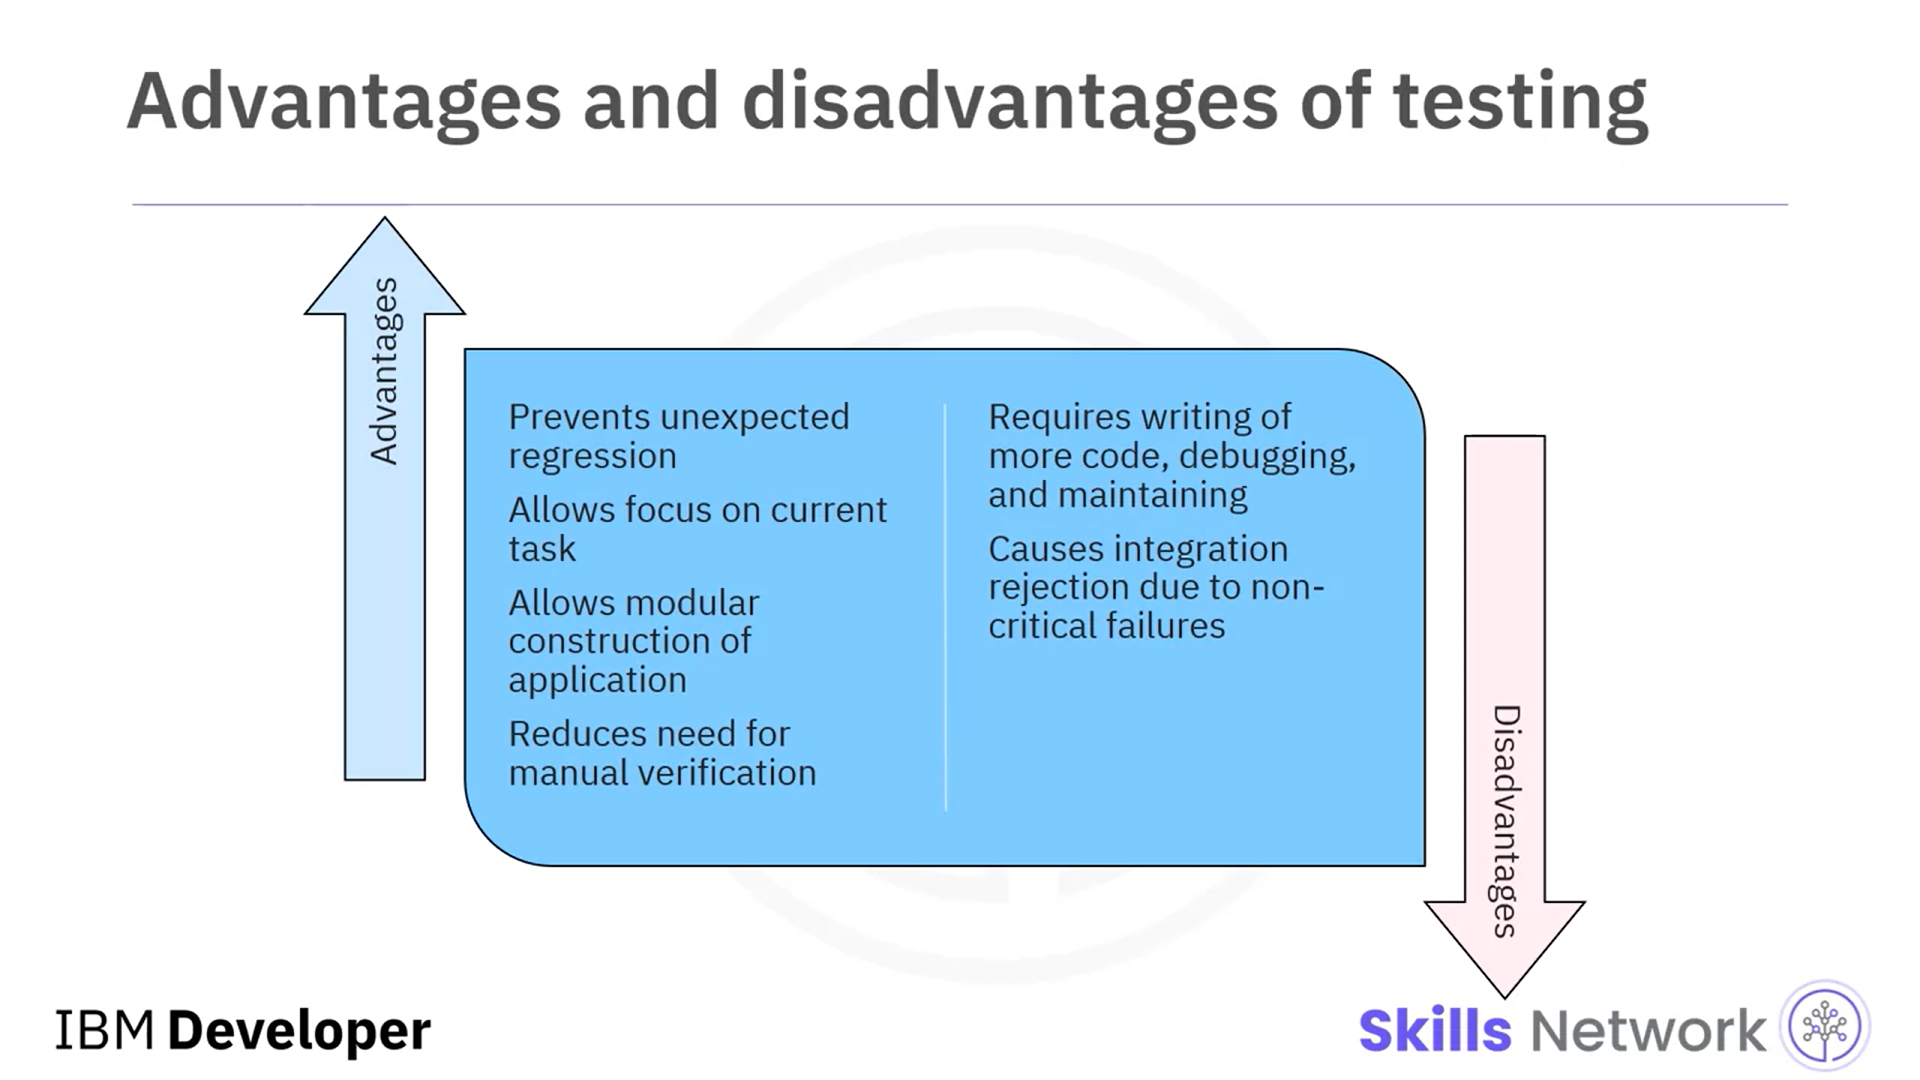 Advantages and disadvantages of testing
Advantages
Prevents unexpected
regression
Allows focus on current
task
Allows modular
construction of
application
Reduces need for
manual verification
Requires writing of
more code, debugging,
and maintaining
Causes integration
rejection due to non-
critical failures
Disadvantages
IBM Developer
Skills Network